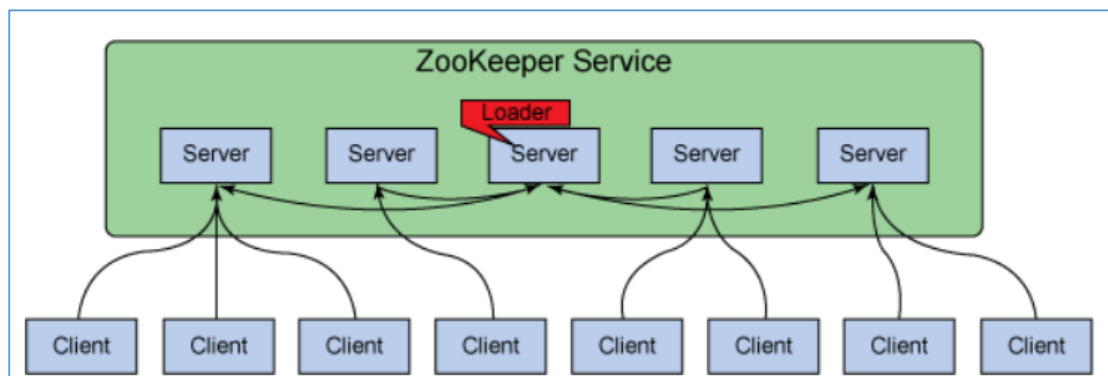 ZooKeeper Service
Loader
Server Server Server Server Server
Client Client Client Client Client Client Client Client